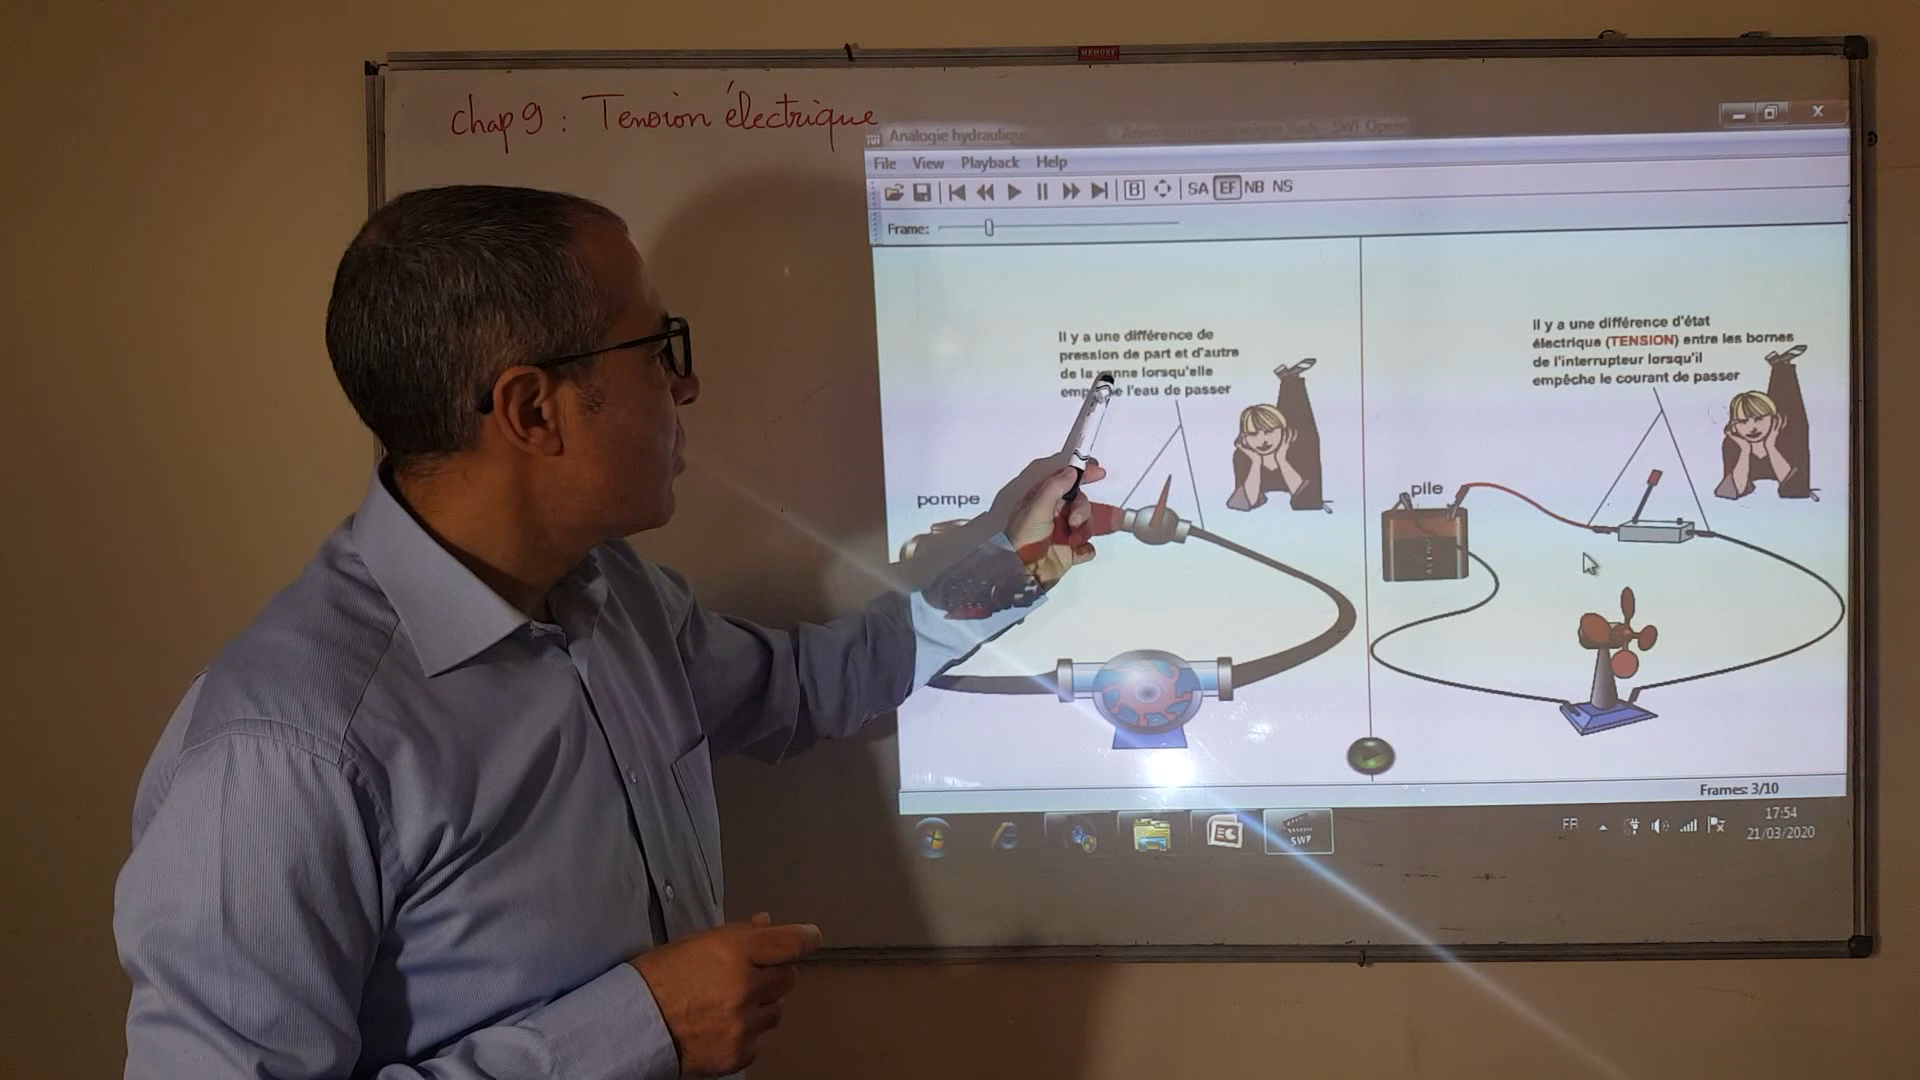 MEMORY
Chap 9 : Tension électrique
Analogie hydraulique
File View Playback Help
B SA EF NB NS
Frame:
Il y a une différence de
pression de part et d'autre
de la vanne lorsqu'elle
empêche l'eau de passer
pompe
Il y a une différence d'état
électrique (TENSION) entre les bornes
de l'interrupteur lorsqu'il
empêche le courant de passer
pile
Frames: 3/10
SWF
FR
17:54
21/03/2020